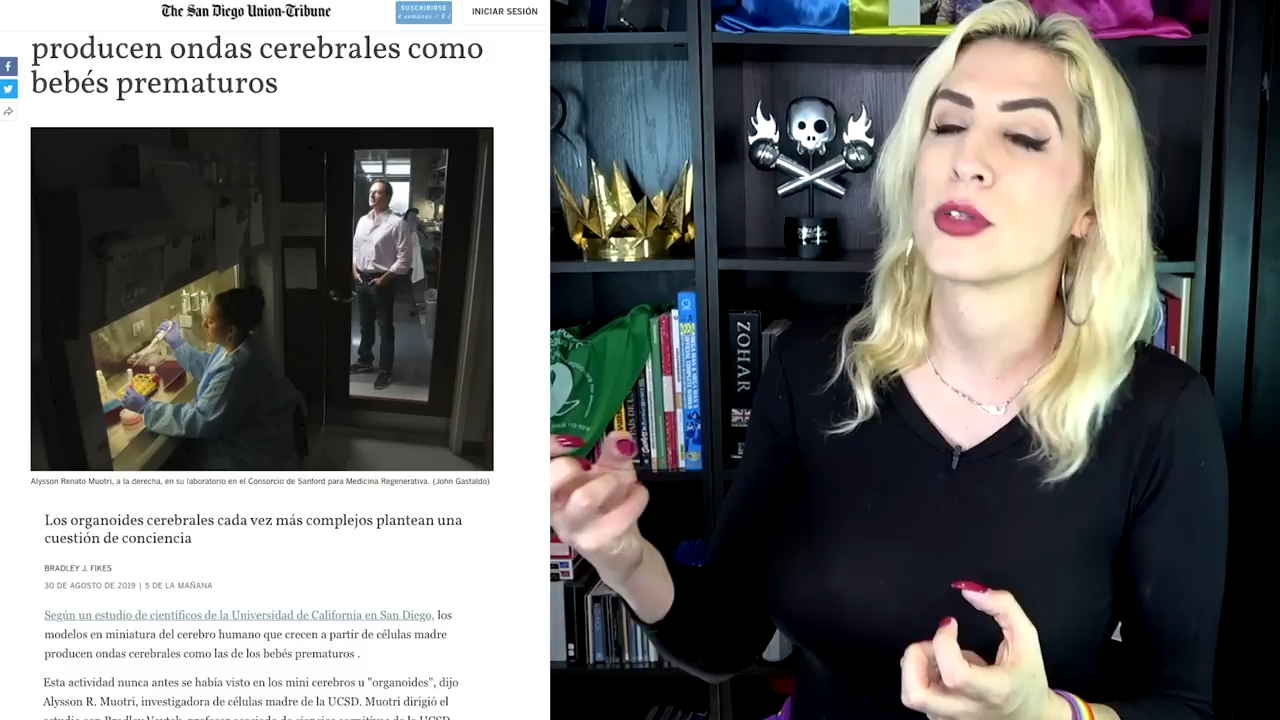 The San Diego Union-Tribune
SUSCRIBIRSE
INICIAR SESIÓN
producen ondas cerebrales como
bebés prematuros
Alysson Renato Muotri, a la derecha, en su laboratorio en el Consorcio de Sanford para Medicina Regenerativa. (John Gastaldo)
Los organoides cerebrales cada vez más complejos plantean una
cuestión de conciencia
BRADLEY J. FIKES
30 DE AGOSTO DE 2019 | 5 DE LA MAÑANA
Según un estudio de científicos de la Universidad de California en San Diego, los
modelos en miniatura del cerebro humano que crecen a partir de células madre
producen ondas cerebrales como las de los bebés prematuros .
Esta actividad nunca antes se había visto en los mini cerebros u "organoides", dijo
Alysson R. Muotri, investigadora de células madre de la UCSD. Muotri dirigió el
ZOHAR